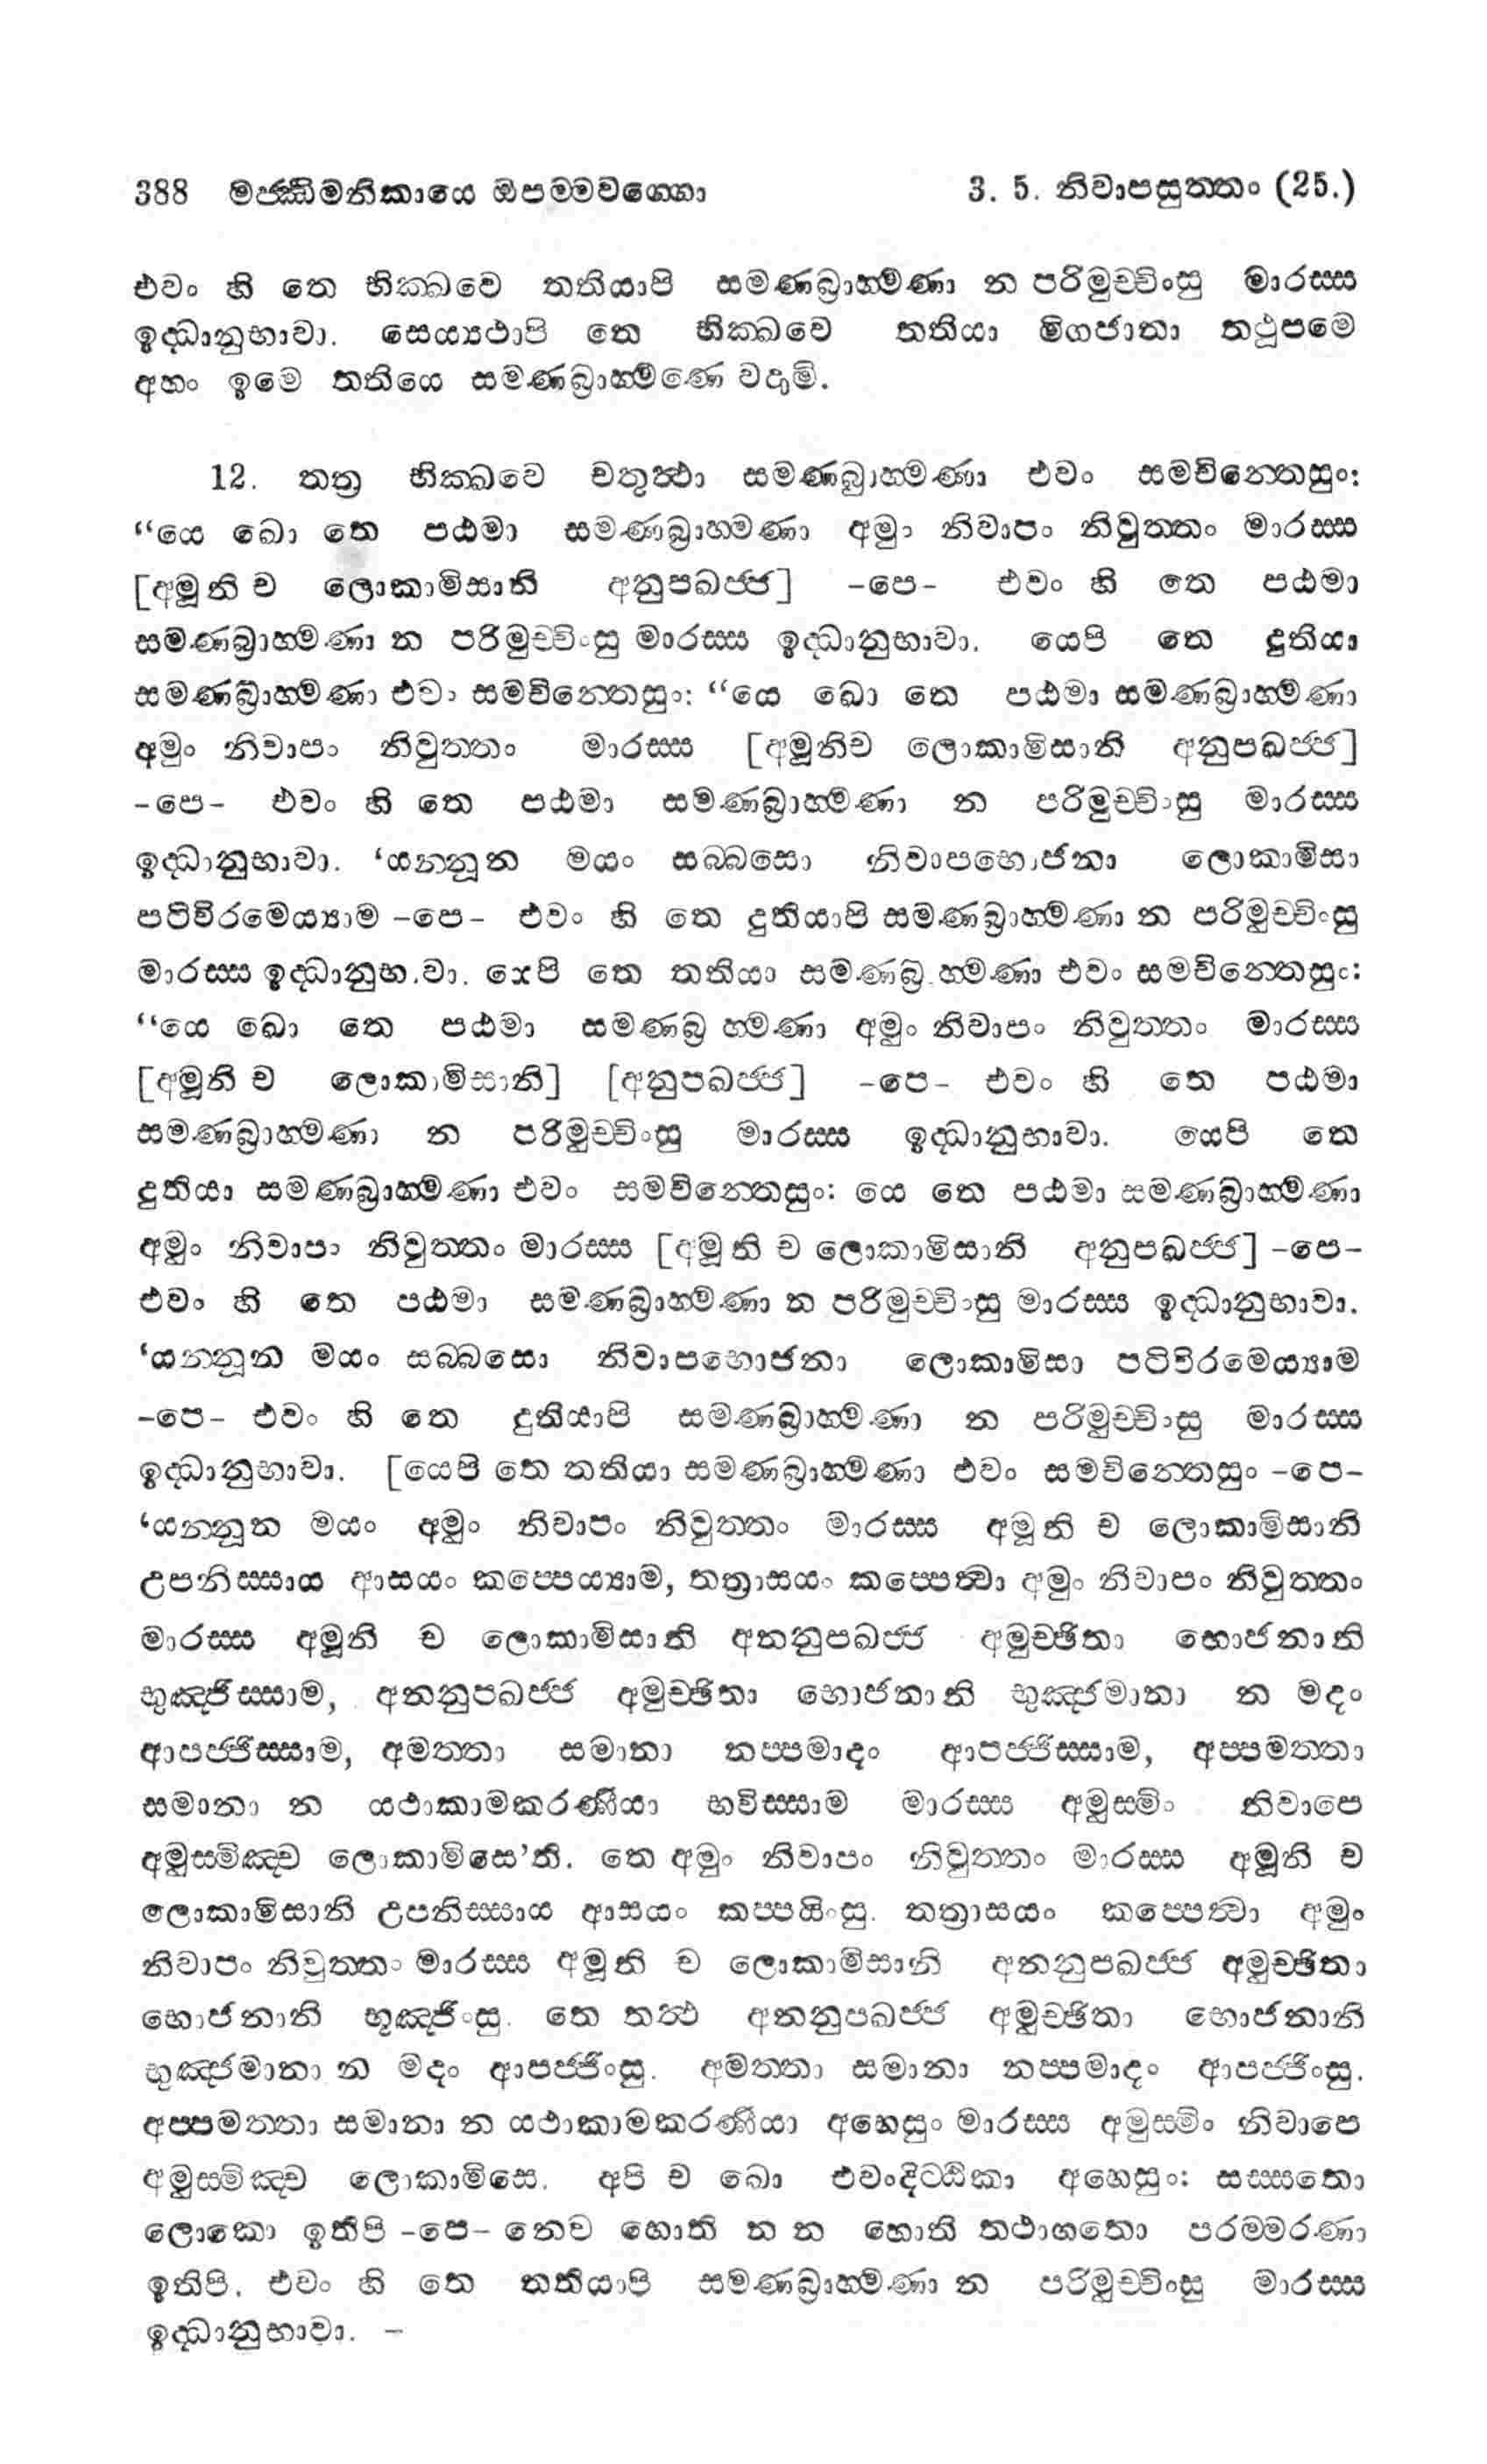 388 මජ්ඣිමනිකායෙ ඔපම්මවග්ගො 3. 5. නිවාපසුත්තං (25.)
එවං හි තෙ භික්ඛවෙ තතියාපි සමණබ්‍රාහ්මණා න පරිමුච්චිංසු මාරස්ස
ඉද්ධානුභාවා. සෙය්‍යථාපි තෙ භික්ඛවෙ තතියා මිගජාතා තථූපමෙ
අහං ඉමෙ තතියෙ සමණබ්‍රාහ්මණෙ වදාමි.
12. තත්‍ර භික්ඛවෙ චතුත්ථා සමණබ්‍රාහ්මණා එවං සමචින්තෙසුං:
“යෙ ඛො තෙ පඨමා සමණබ්‍රාහ්මණා අමුං නිවාපං නිවුත්තං මාරස්ස
[අමූනි ච ලොකාමිසානි අනුපඛජ්ජ] -පෙ- එවං හි තෙ පඨමා
සමණබ්‍රාහ්මණා න පරිමුච්චිංසු මාරස්ස ඉද්ධානුභාවා. යෙපි තෙ දුතියා
සමණබ්‍රාහ්මණා එවං සමචින්තෙසුං: “යෙ ඛො තෙ පඨමා සමණබ්‍රාහ්මණා
අමුං නිවාපං නිවුත්තං මාරස්ස [අමූනිච ලොකාමිසානි අනුපඛජ්ජ]
-පෙ- එවං හි තෙ පඨමා සමණබ්‍රාහ්මණා න පරිමුච්චිංසු මාරස්ස
ඉද්ධානුභාවා. ‘යන්නූන මයං සබ්බසො නිවාපභොජනා ලොකාමිසා
පටිවිරමෙය්‍යාම -පෙ- එවං හි තෙ දුතියාපි සමණබ්‍රාහ්මණා න පරිමුච්චිංසු
මාරස්ස ඉද්ධානුභාවා. යෙපි තෙ තතියා සමණබ්‍රාහ්මණා එවං සමචින්තෙසුං:
“යෙ ඛො තෙ පඨමා සමණබ්‍රාහ්මණා අමුං නිවාපං නිවුත්තං මාරස්ස
[අමූනි ච ලොකාමිසානි] [අනුපඛජ්ජ] -පෙ- එවං හි තෙ පඨමා
සමණබ්‍රාහ්මණා න පරිමුච්චිංසු මාරස්ස ඉද්ධානුභාවා. යෙපි තෙ
දුතියා සමණබ්‍රාහ්මණා එවං සමචින්තෙසුං: යෙ තෙ පඨමා සමණබ්‍රාහ්මණා
අමුං නිවාපං නිවුත්තං මාරස්ස [අමූනි ච ලොකාමිසානි අනුපඛජ්ජ] -පෙ-
එවං හි තෙ පඨමා සමණබ්‍රාහ්මණා න පරිමුච්චිංසු මාරස්ස ඉද්ධානුභාවා.
‘යන්නූන මයං සබ්බසො නිවාපභොජනා ලොකාමිසා පටිවිරමෙය්‍යාම
-පෙ- එවං හි තෙ දුතියාපි සමණබ්‍රාහ්මණා න පරිමුච්චිංසු මාරස්ස
ඉද්ධානුභාවා. [යෙපි තෙ තතියා සමණබ්‍රාහ්මණා එවං සමචින්තෙසුං -පෙ-
‘යන්නූන මයං අමුං නිවාපං නිවුත්තං මාරස්ස අමූනි ච ලොකාමිසානි
උපනිස්සාය ආසයං කප්පෙය්‍යාම, තත්‍රාසයං කප්පෙත්වා අමුං නිවාපං නිවුත්තං
මාරස්ස අමූනි ච ලොකාමිසානි අනනුපඛජ්ජ අමුච්ඡිතා භොජනානි
භුඤ්ජිස්සාම, අනනුපඛජ්ජ අමුච්ඡිතා භොජනානි භුඤ්ජමානා න මදං
ආපජ්ජිස්සාම, අමත්තා සමානා නප්පමාදං ආපජ්ජිස්සාම, අප්පමත්තා
සමානා න යථාකාමකරණීයා භවිස්සාම මාරස්ස අමුස්මිං නිවාපෙ
අමුස්මිඤ්ච ලොකාමිසෙ’ති. තෙ අමුං නිවාපං නිවුත්තං මාරස්ස අමූනි ච
ලොකාමිසානි උපනිස්සාය ආසයං කප්පයිංසු. තත්‍රාසයං කප්පෙත්වා අමුං
නිවාපං නිවුත්තං මාරස්ස අමූනි ච ලොකාමිසානි අනනුපඛජ්ජ අමුච්ඡිතා
භොජනානි භූඤ්ජිංසු. තෙ තත්ථ අනනුපඛජ්ජ අමුච්ඡිතා භොජනානි
භුඤ්ජමානා න මදං ආපජ්ජිංසු. අමත්තා සමානා නප්පමාදං ආපජ්ජිංසු.
අප්පමත්තා සමානා න යථාකාමකරණීයා අහෙසුං මාරස්ස අමුස්මිං නිවාපෙ
අමුස්මිඤ්ච ලොකාමිසෙ. අපි ච ඛො එවංදිට්ඨිකා අහෙසුං: සස්සතො
ලොකො ඉතිපි -පෙ- නෙව හොති න න හොති තථාගතො පරම්මරණා
ඉතිපි. එවං හි තෙ තතියාපි සමණබ්‍රාහ්මණා න පරිමුච්චිංසු මාරස්ස
ඉද්ධානුභාවා. -